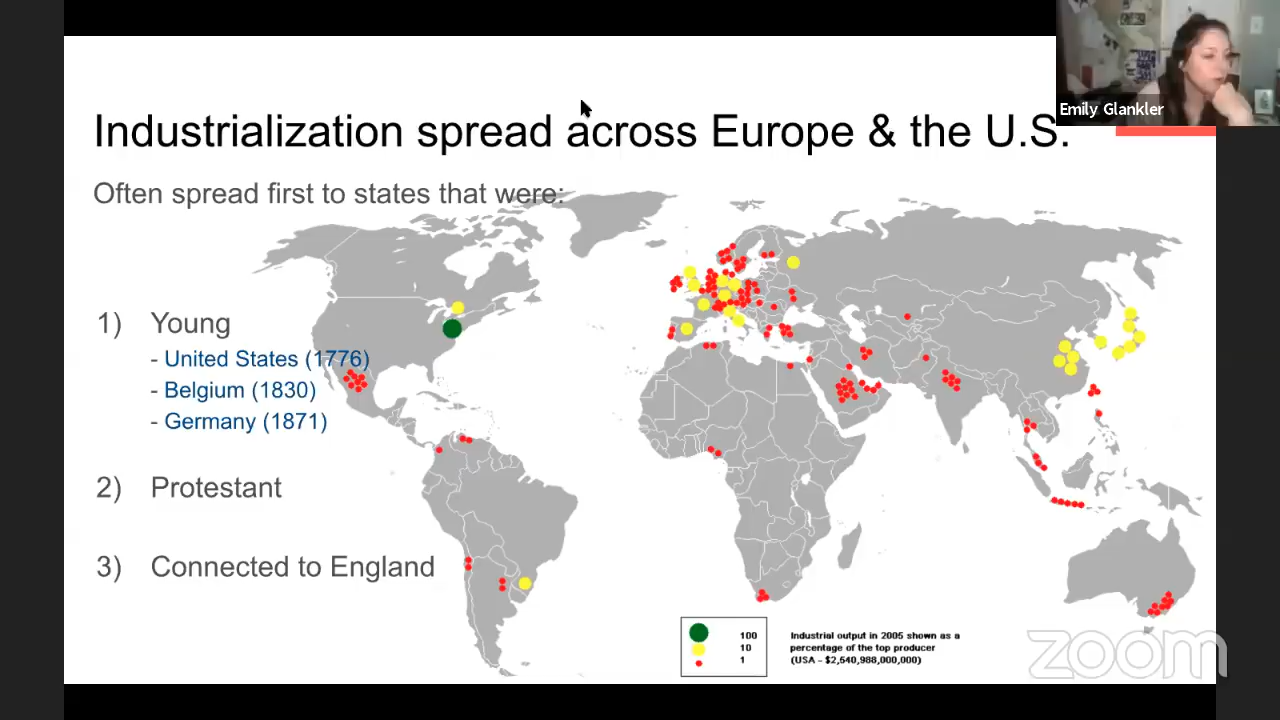 Emily Glankler
Industrialization spread across Europe & the U.S.
Often spread first to states that were:
1) Young
- United States (1776)
- Belgium (1830)
- Germany (1871)
2) Protestant
3) Connected to England
100
10
1
Industrial output in 2005 shown as a
percentage of the top producer
(USA - $2,540,988,000,000)
zoom